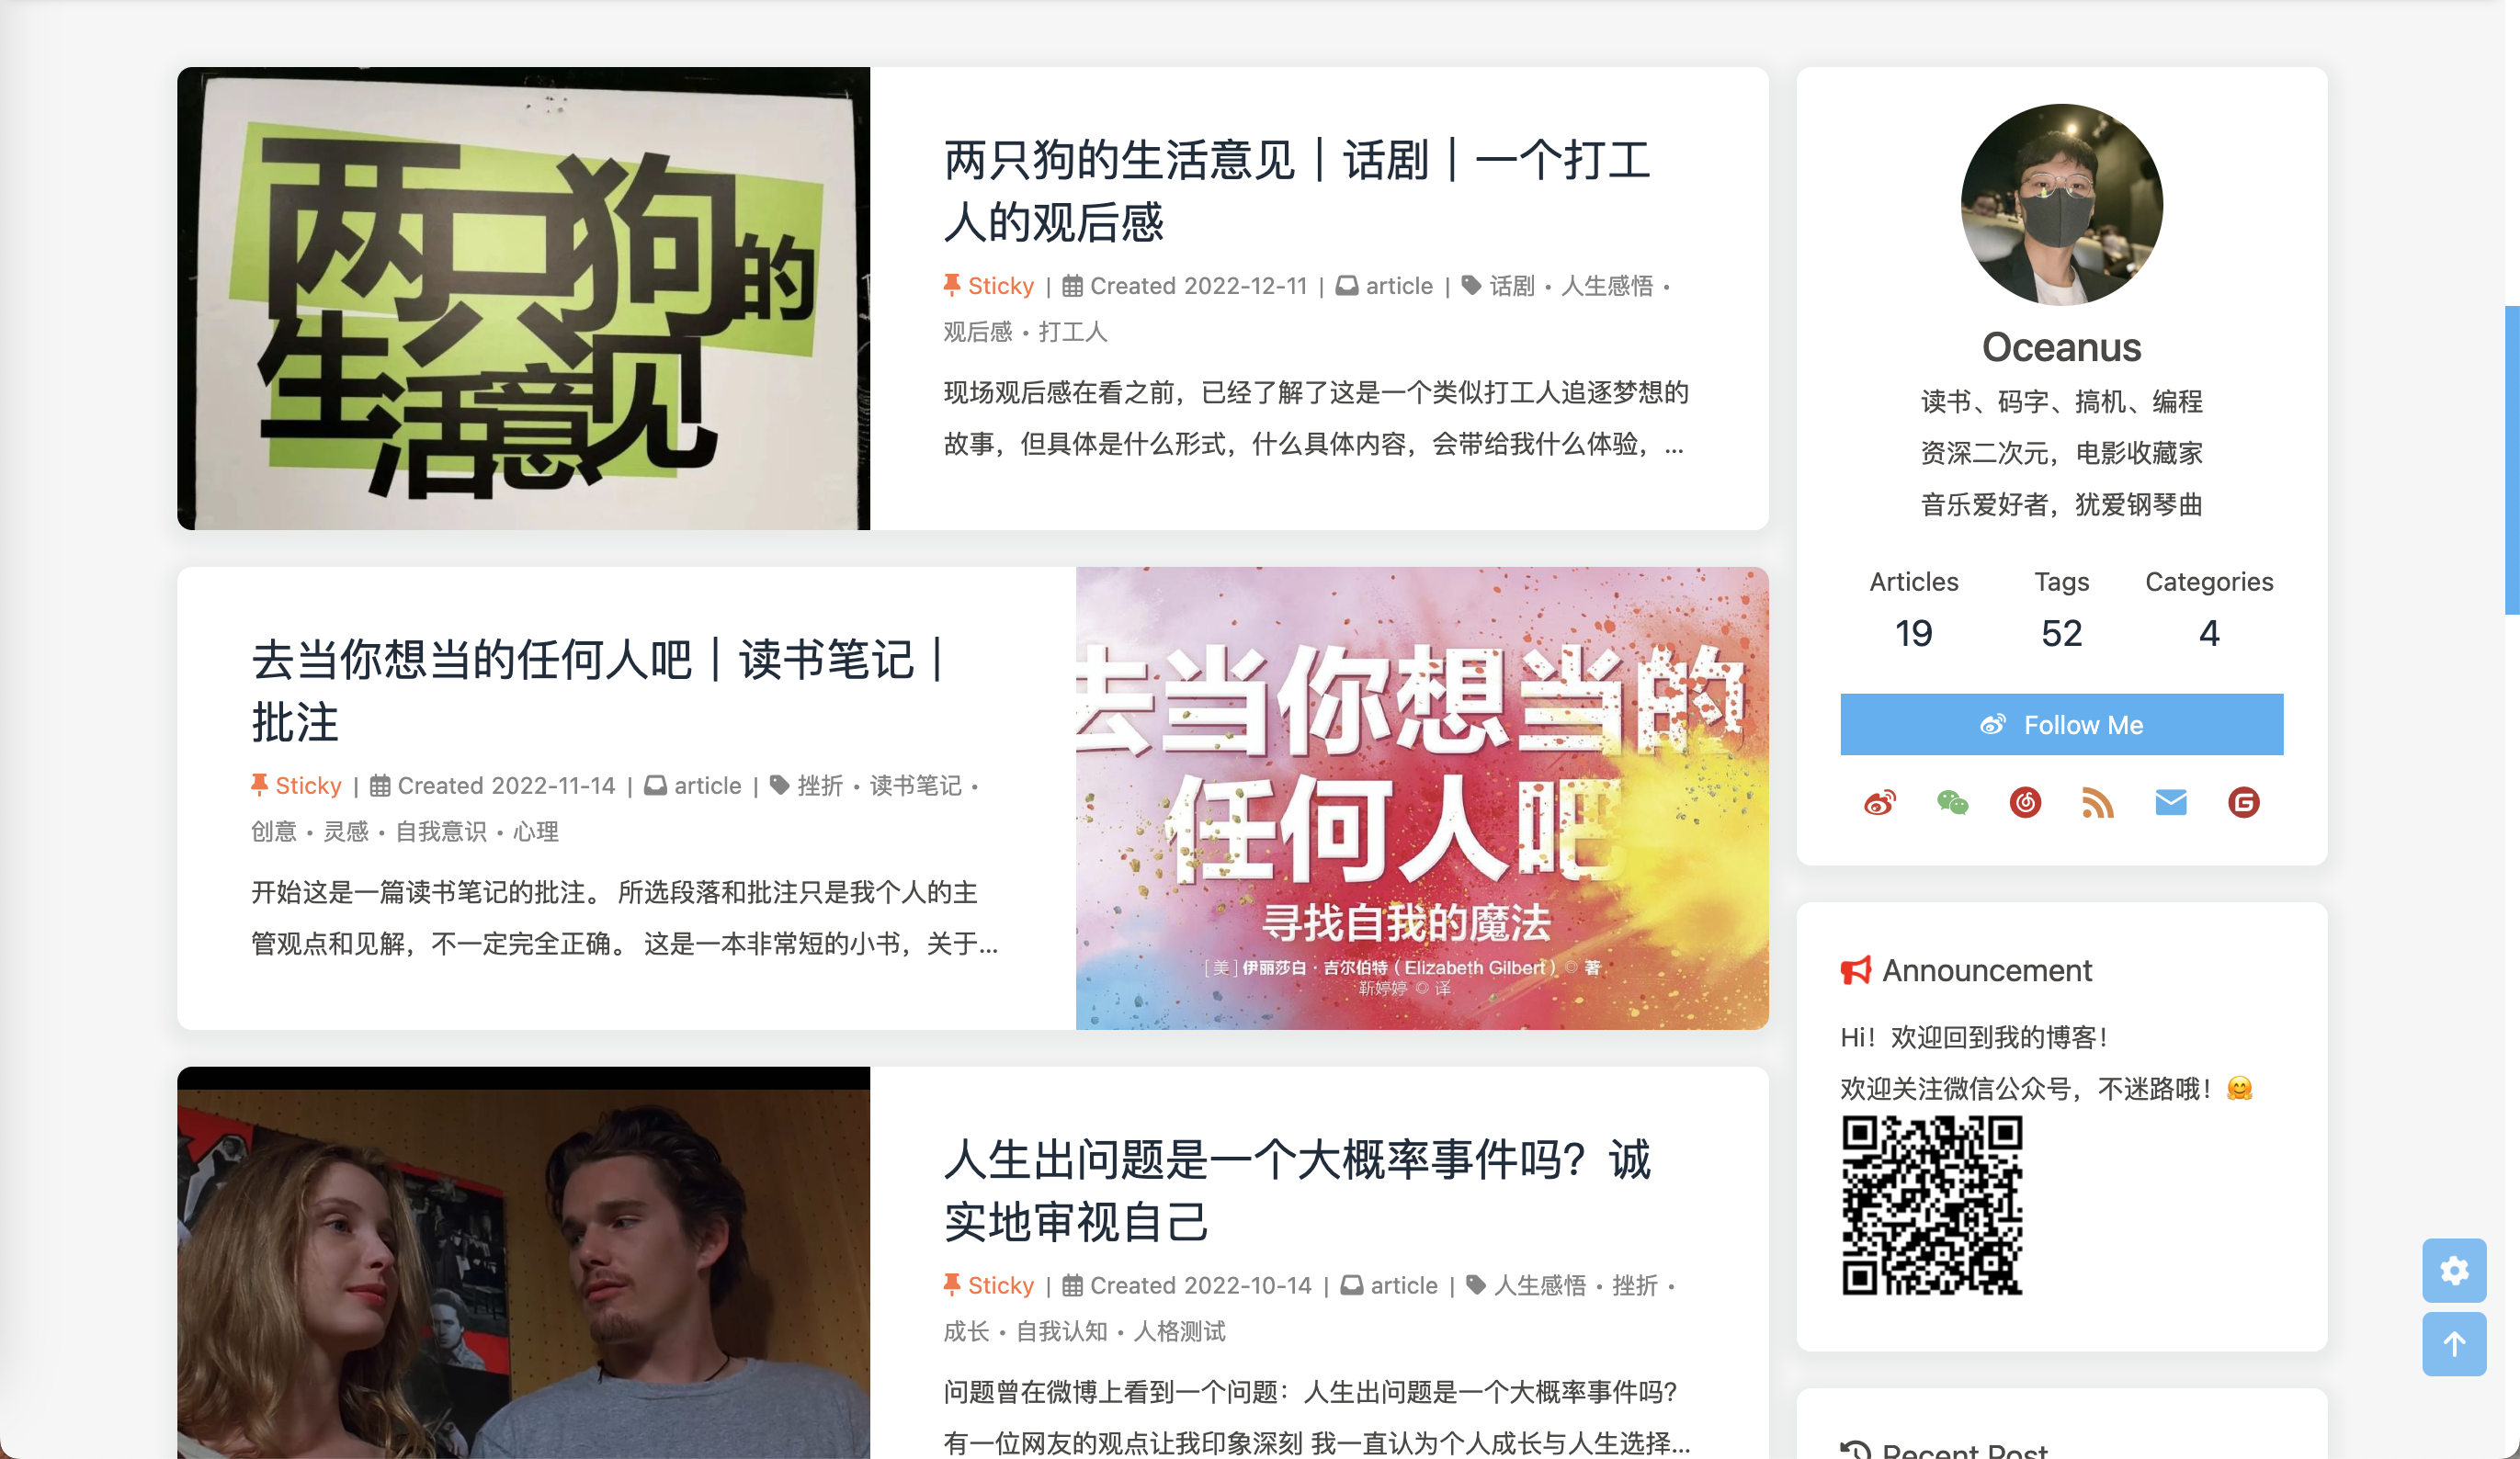 两只狗的
生活意见
两只狗的生活意见｜话剧｜一个打工
人的观后感
Sticky | Created 2022-12-11 | article | 话剧 • 人生感悟 •
观后感 • 打工人
现场观后感在看之前，已经了解了这是一个类似打工人追逐梦想的
故事，但具体是什么形式，什么具体内容，会带给我什么体验，...
去当你想当的任何人吧｜读书笔记｜
批注
Sticky | Created 2022-11-14 | article | 挫折 • 读书笔记 •
创意 • 灵感 • 自我意识 • 心理
开始这是一篇读书笔记的批注。 所选段落和批注只是我个人的主
管观点和见解，不一定完全正确。 这是一本非常短的小书，关于...
去当你想当的
任何人吧
寻找自我的魔法
[美]伊丽莎白·吉尔伯特（Elizabeth Gilbert）◎ 著
靳婷婷 ◎ 译
人生出问题是一个大概率事件吗？诚
实地审视自己
Sticky | Created 2022-10-14 | article | 人生感悟 • 挫折 •
成长 • 自我认知 • 人格测试
问题曾在微博上看到一个问题：人生出问题是一个大概率事件吗?
有一位网友的观点让我印象深刻 我一直认为个人成长与人生选择...
Oceanus
读书、码字、搞机、编程
资深二次元，电影收藏家
音乐爱好者，犹爱钢琴曲
Articles Tags Categories
19 52 4
Follow Me
Announcement
Hi！欢迎回到我的博客！
欢迎关注微信公众号，不迷路哦！🤗
Recent Post